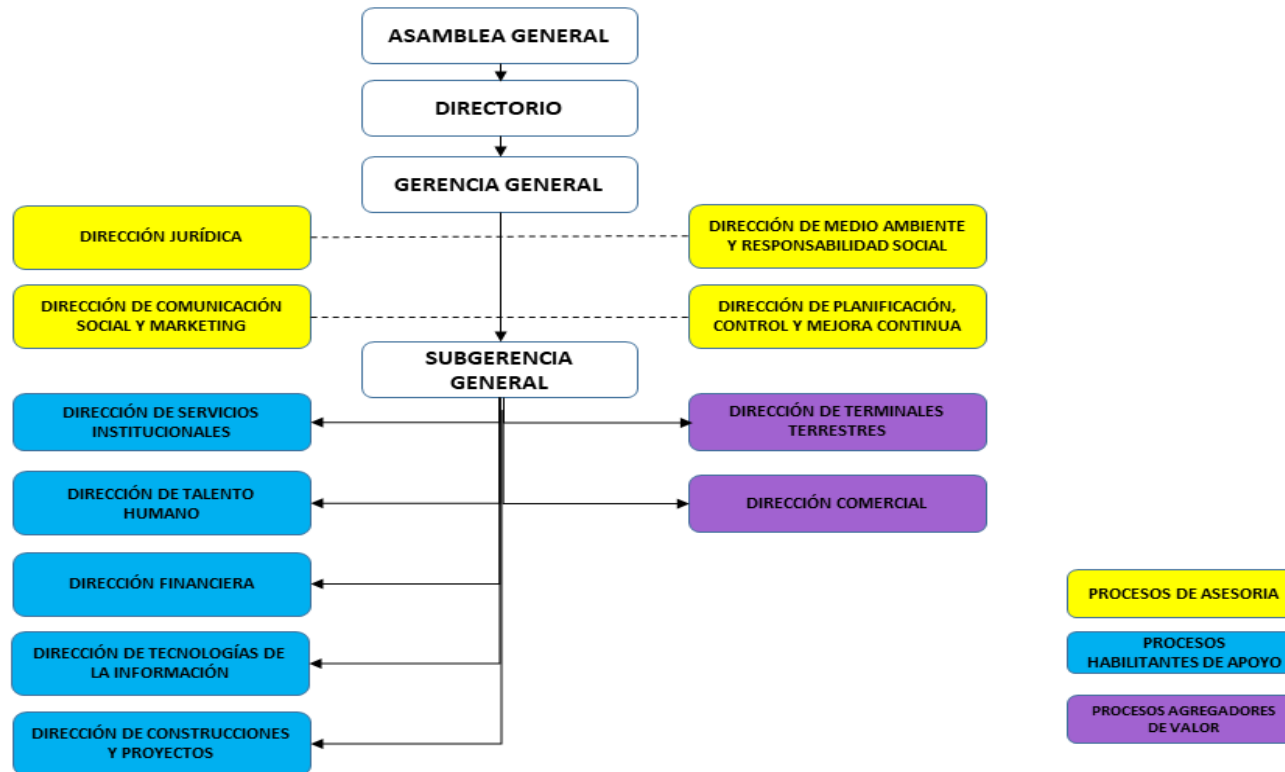 ASAMBLEA GENERAL
DIRECTORIO
GERENCIA GENERAL
DIRECCIÓN JURÍDICA
DIRECCIÓN DE MEDIO AMBIENTE
Y RESPONSABILIDAD SOCIAL
DIRECCIÓN DE COMUNICACIÓN
SOCIAL Y MARKETING
DIRECCIÓN DE PLANIFICACIÓN,
CONTROL Y MEJORA CONTINUA
SUBGERENCIA
GENERAL
DIRECCIÓN DE SERVICIOS
INSTITUCIONALES
DIRECCIÓN DE TERMINALES
TERRESTRES
DIRECCIÓN DE TALENTO
HUMANO
DIRECCIÓN COMERCIAL
DIRECCIÓN FINANCIERA
DIRECCIÓN DE TECNOLOGÍAS DE
LA INFORMACIÓN
DIRECCIÓN DE CONSTRUCCIONES
Y PROYECTOS
PROCESOS DE ASESORIA
PROCESOS
HABILITANTES DE APOYO
PROCESOS AGREGADORES
DE VALOR